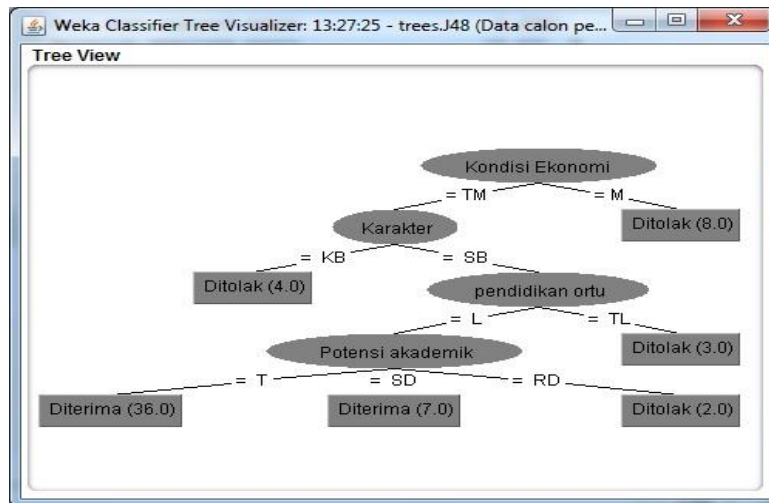 Weka Classifier Tree Visualizer: 13:27:25 - trees.J48 (Data calon pe...
Tree View
Kondisi Ekonomi
= TM
= M
Karakter
Ditolak (8.0)
= KB
= SB
Ditolak (4.0)
pendidikan ortu
= L
= TL
Potensi akademik
Ditolak (3.0)
= T
= SD
= RD
Diterima (36.0)
Diterima (7.0)
Ditolak (2.0)